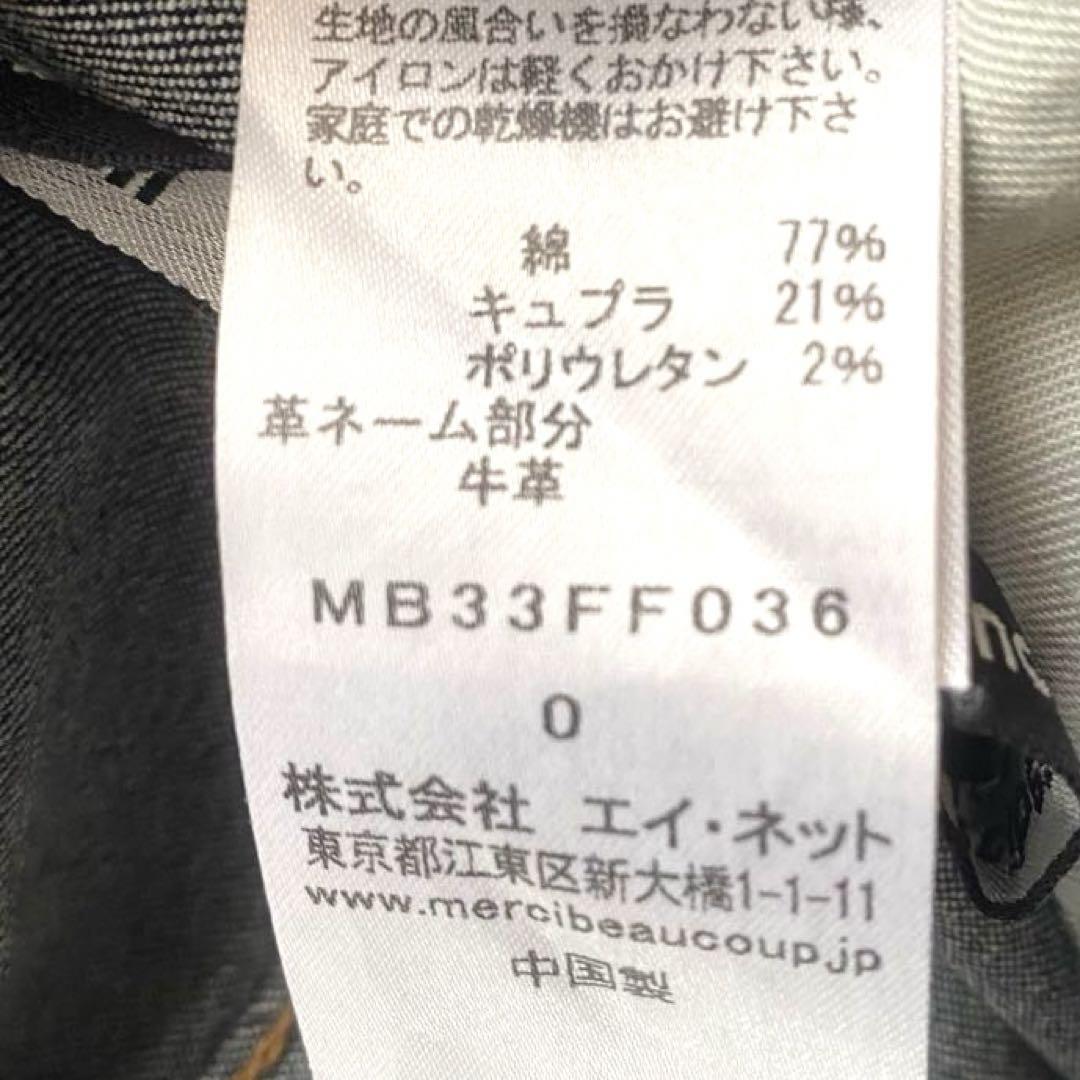 生地の風合いを損なわない様、
アイロンは軽くおかけ下さい。
家庭での乾燥機はお避け下さ
い。
綿 77%
キュプラ 21%
ポリウレタン 2%
革ネーム部分
牛革
MB33FF036
0
株式会社 エイ・ネット
東京都江東区新大橋1-1-11
www.mercibeaucoup.jp
中国製